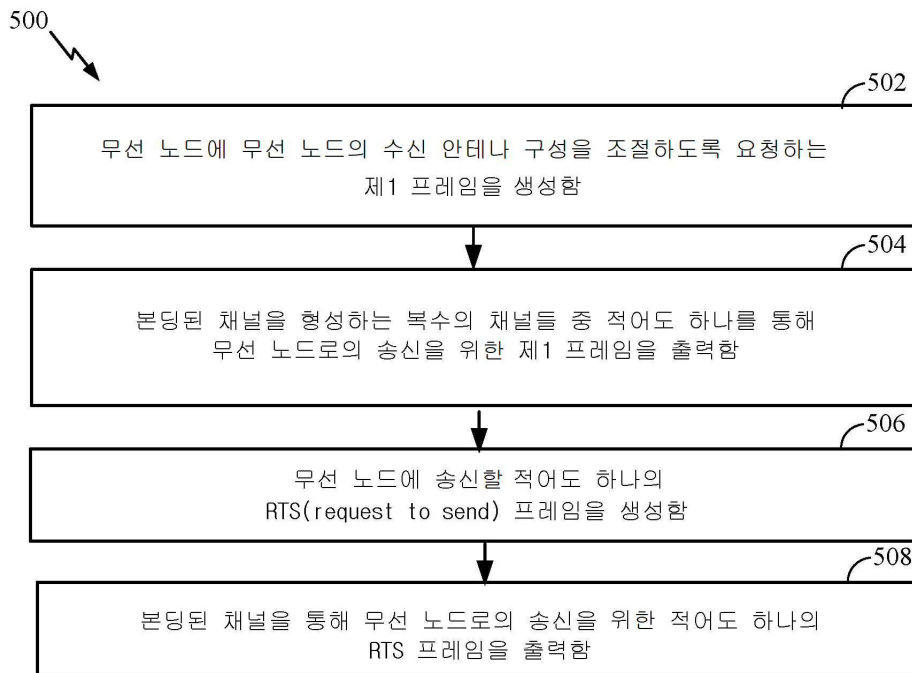 500
502
무선 노드에 무선 노드의 수신 안테나 구성을 조절하도록 요청하는
제1 프레임을 생성함
504
본딩된 채널을 형성하는 복수의 채널들 중 적어도 하나를 통해
무선 노드로의 송신을 위한 제1 프레임을 출력함
506
무선 노드에 송신할 적어도 하나의
RTS(request to send) 프레임을 생성함
508
본딩된 채널을 통해 무선 노드로의 송신을 위한 적어도 하나의
RTS 프레임을 출력함